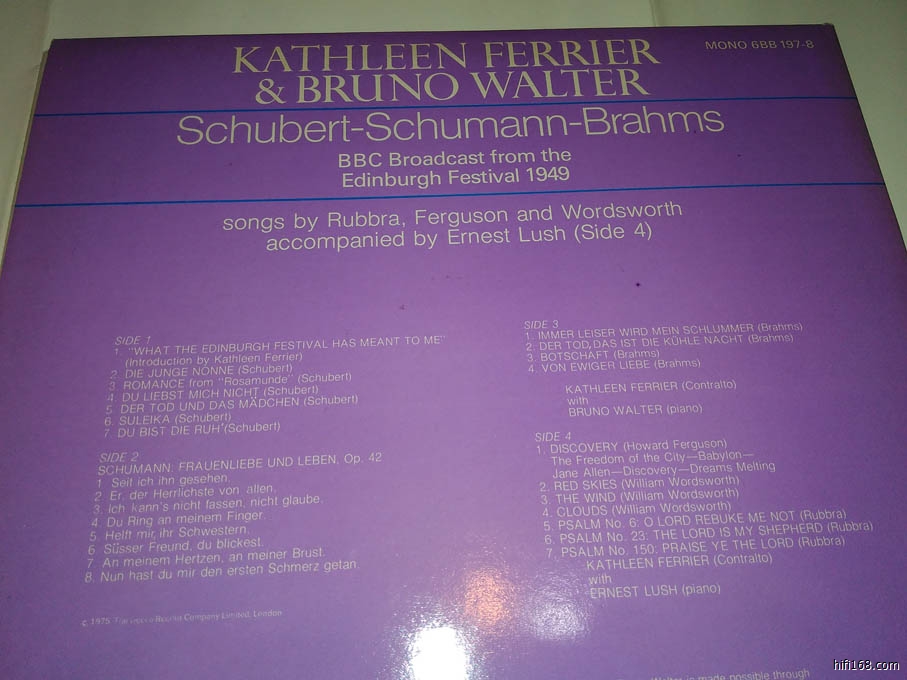 KATHLEEN FERRIER
& BRUNO WALTER
MONO 6BB 197-8
Schubert-Schumann-Brahms
BBC Broadcast from the
Edinburgh Festival 1949
songs by Rubbra, Ferguson and Wordsworth
accompanied by Ernest Lush (Side 4)
SIDE 1
1. "WHAT THE EDINBURGH FESTIVAL HAS MEANT TO ME"
(Introduction by Kathleen Ferrier)
2. DIE JUNGE NONNE (Schubert)
3 ROMANCE from "Rosamunde" (Schubert)
4. DU LIEBST MICH NICHT (Schubert)
5. DER TOD UND DAS MÄDCHEN (Schubert)
6. SULEIKA (Schubert)
7. DU BIST DIE RUH' (Schubert)
SIDE 2
SCHUMANN: FRAUENLIEBE UND LEBEN, Op. 42
1 Seit ich ihn gesehen.
2 Er, der Herrlichste von allen.
3. Ich kann's nicht fassen, nicht glaube.
4. Du Ring an meinem Finger.
5. Helft mir, ihr Schwestern.
6 Süsser Freund, du blickest.
7. An meinem Hertzen, an meiner Brust.
8. Nun hast du mir den ersten Schmerz getan.
c 1975 The Decca Record Company Limited, London
SIDE 3
1. IMMER LEISER WIRD MEIN SCHLUMMER (Brahms)
2. DER TOD, DAS IST DIE KÜHLE NACHT (Brahms)
3. BOTSCHAFT (Brahms)
4. VON EWIGER LIEBE (Brahms)
KATHLEEN FERRIER (Contralto)
with
BRUNO WALTER (piano)
SIDE 4
1. DISCOVERY (Howard Ferguson)
The Freedom of the City—Babylon—
Jane Allen—Discovery—Dreams Melting
2. RED SKIES (William Wordsworth)
3. THE WIND (William Wordsworth)
4. CLOUDS (William Wordsworth)
5. PSALM No. 6: O LORD REBUKE ME NOT (Rubbra)
6. PSALM No. 23: THE LORD IS MY SHEPHERD (Rubbra)
7. PSALM No. 150: PRAISE YE THE LORD (Rubbra)
KATHLEEN FERRIER (Contralto)
with
ERNEST LUSH (piano)
Walter is made possible through
hifi168.com